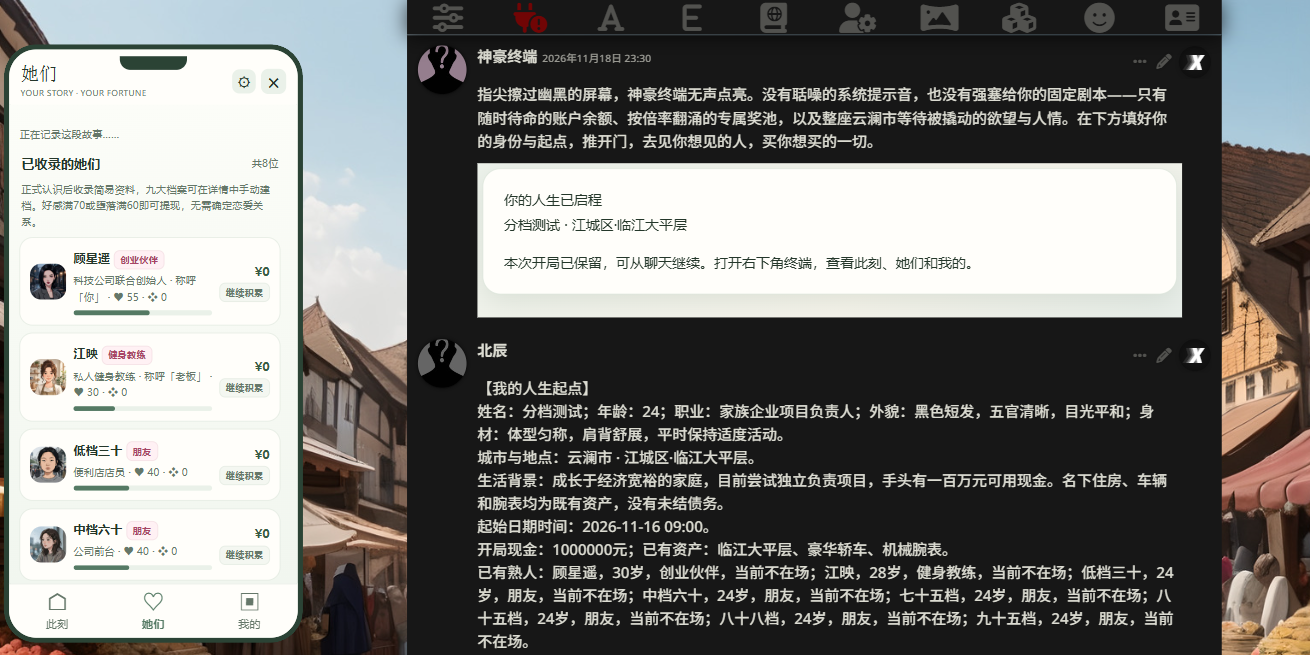 她们
YOUR STORY · YOUR FORTUNE
正在记录这段故事……
已收录的她们
共8位
正式认识后收录简易资料，九大档案可在详情中手动建
档。好感满70或堕落满60即可提现，无需确定恋爱关
系。
顾星遥 创业伙伴
科技公司联合创始人 · 称呼
「你」 · ♥ 55 · ❖ 0
¥0
继续积累
江映 健身教练
私人健身教练 · 称呼「老板」 ·
♥ 30 · ❖ 0
¥0
继续积累
低档三十 朋友
便利店店员 · ♥ 40 · ❖ 0
¥0
继续积累
中档六十 朋友
公司前台 · ♥ 40 · ❖ 0
¥0
继续积累
此刻
她们
我的
神豪终端 2026年11月18日 23:30
指尖擦过幽黑的屏幕，神豪终端无声点亮。没有聒噪的系统提示音，也没有强塞给你的固定剧本——只有
随时待命的账户余额、按倍率翻涌的专属奖池，以及整座云澜市等待被撬动的欲望与人情。在下方填好你
的身份与起点，推开门，去见你想见的人，买你想买的一切。
你的人生已启程
分档测试 · 江城区·临江大平层
本次开局已保留，可从聊天继续。打开右下角终端，查看此刻、她们和我的。
北辰
【我的人生起点】
姓名：分档测试；年龄：24；职业：家族企业项目负责人；外貌：黑色短发，五官清晰，目光平和；身
材：体型匀称，肩背舒展，平时保持适度活动。
城市与地点：云澜市 · 江城区·临江大平层。
生活背景：成长于经济宽裕的家庭，目前尝试独立负责项目，手头有一百万元可用现金。名下住房、车辆
和腕表均为既有资产，没有未结债务。
起始日期时间：2026-11-16 09:00。
开局现金：1000000元；已有资产：临江大平层、豪华轿车、机械腕表。
已有熟人：顾星遥，30岁，创业伙伴，当前不在场；江映，28岁，健身教练，当前不在场；低档三十，24
岁，朋友，当前不在场；中档六十，24岁，朋友，当前不在场；七十五档，24岁，朋友，当前不在场；八
十五档，24岁，朋友，当前不在场；八十八档，24岁，朋友，当前不在场；九十五档，24岁，朋友，当前
不在场。